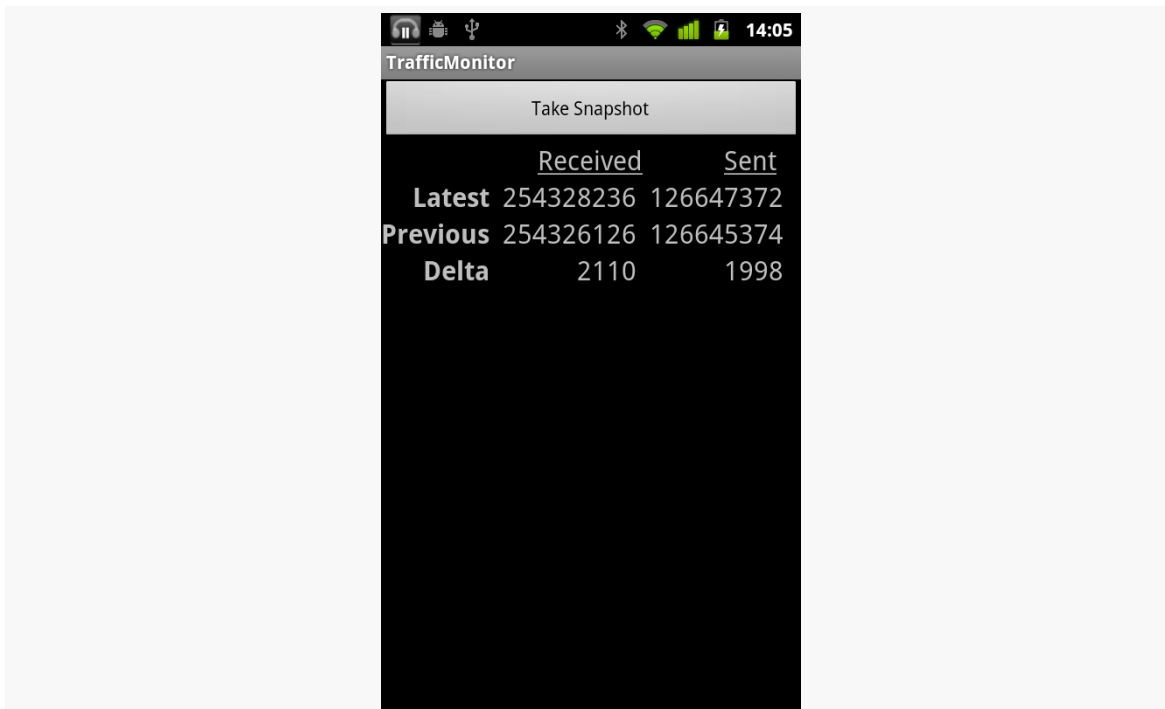 14:05
TrafficMonitor
Take Snapshot
Received Sent
Latest 254328236 126647372
Previous 254326126 126645374
Delta 2110 1998